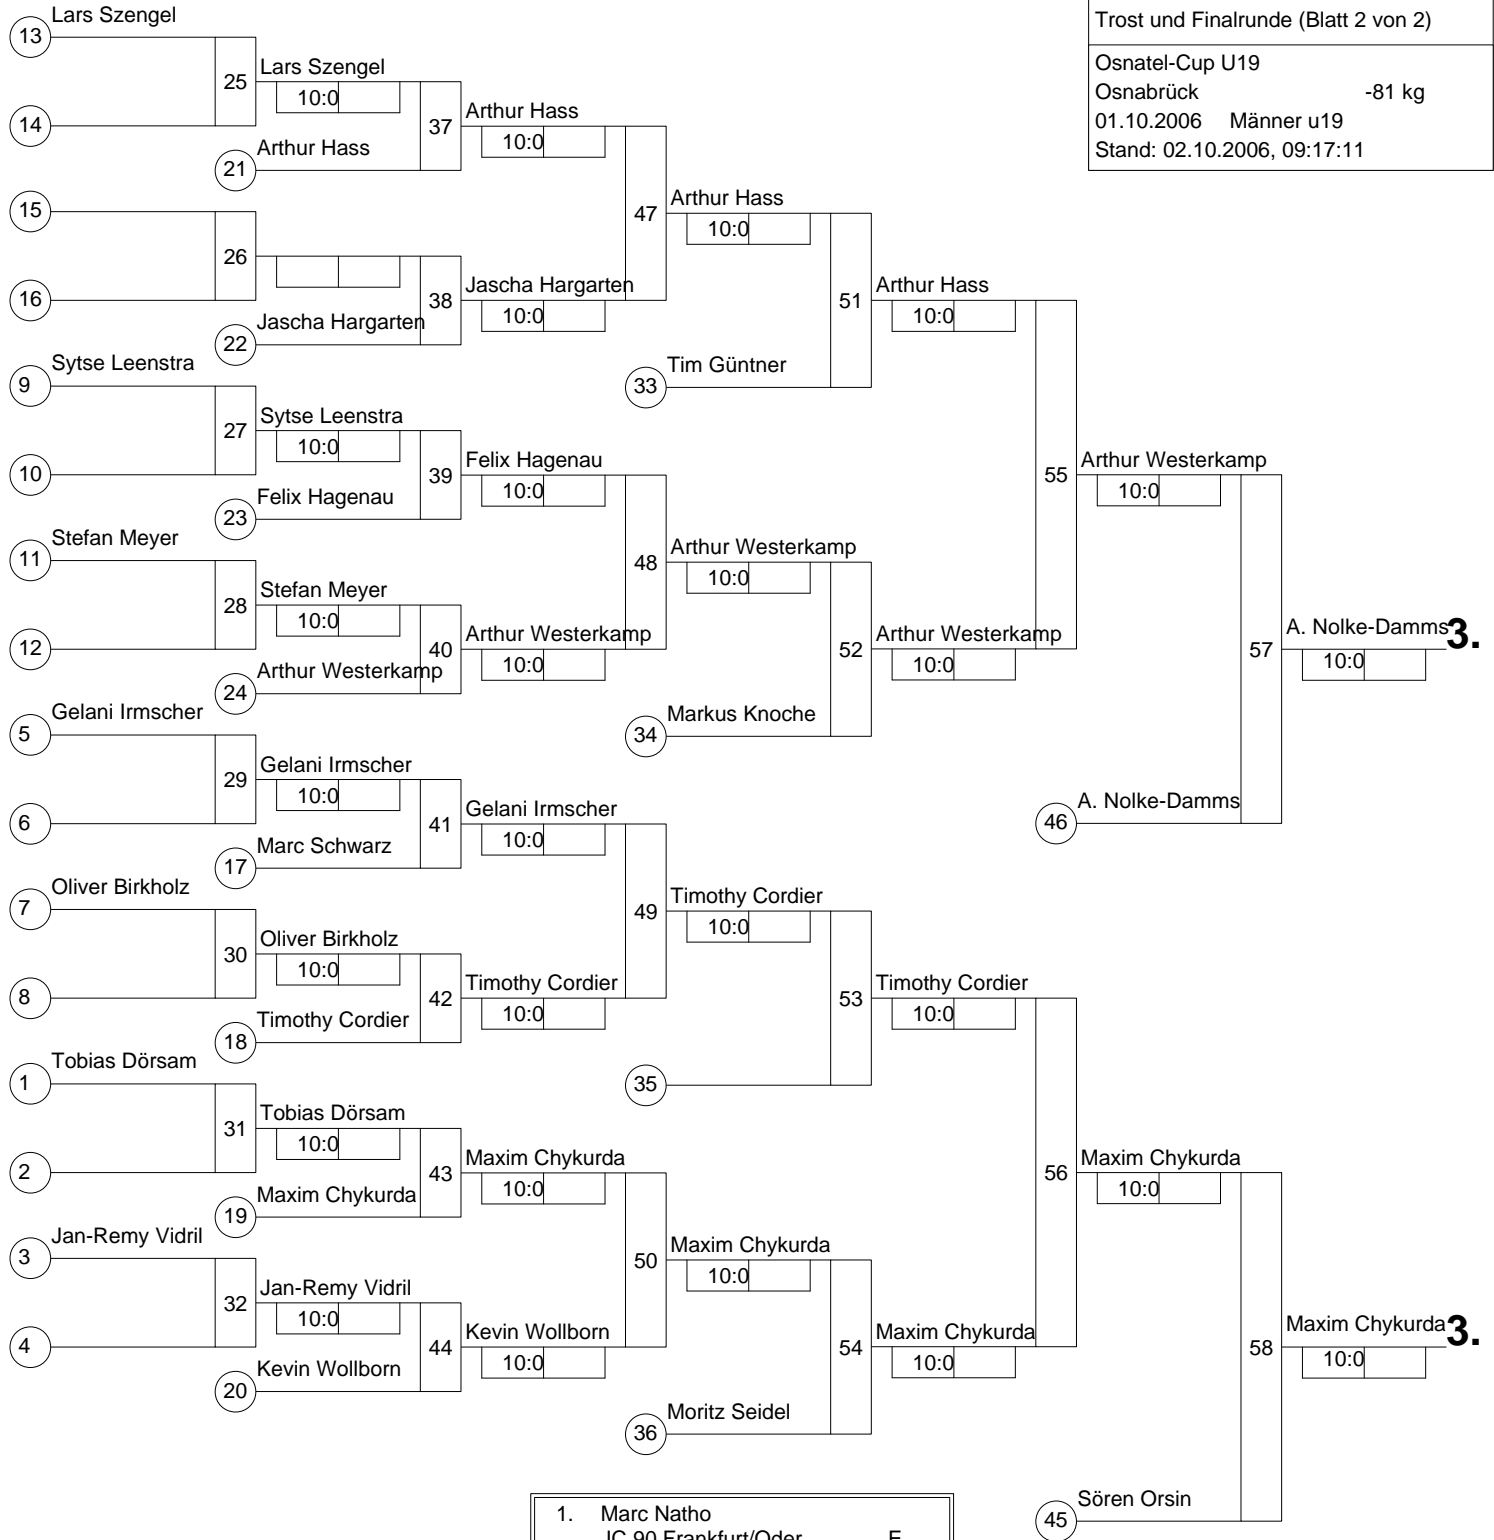 Trost und Finalrunde (Blatt 2 von 2)
Osnatel-Cup U19
Osnabrück -81 kg
01.10.2006 Männer u19
Stand: 02.10.2006, 09:17:11
13 Lars Szengel
25 Lars Szengel
10:0
14
37 Arthur Hass
10:0
21 Arthur Hass
15
47 Arthur Hass
10:0
26
16
38 Jascha Hargarten
10:0
22 Jascha Hargarten
51 Arthur Hass
10:0
33 Tim Güntner
9 Sytse Leenstra
27 Sytse Leenstra
10:0
10
39 Felix Hagenau
10:0
23 Felix Hagenau
55 Arthur Westerkamp
10:0
11 Stefan Meyer
48 Arthur Westerkamp
10:0
28 Stefan Meyer
10:0
12
40 Arthur Westerkamp
10:0
24 Arthur Westerkamp
52 Arthur Westerkamp
10:0
34 Markus Knoche
57 A. Nolke-Damms 3.
10:0
5 Gelani Irmscher
29 Gelani Irmscher
10:0
6
41 Gelani Irmscher
10:0
17 Marc Schwarz
46 A. Nolke-Damms
7 Oliver Birkholz
49 Timothy Cordier
10:0
30 Oliver Birkholz
10:0
8
42 Timothy Cordier
10:0
18 Timothy Cordier
53 Timothy Cordier
10:0
35
1 Tobias Dörsam
31 Tobias Dörsam
10:0
2
43 Maxim Chykurda
10:0
19 Maxim Chykurda
56 Maxim Chykurda
10:0
3 Jan-Remy Vidril
50 Maxim Chykurda
10:0
32 Jan-Remy Vidril
10:0
4
44 Kevin Wollborn
10:0
20 Kevin Wollborn
54 Maxim Chykurda
10:0
36 Moritz Seidel
58 Maxim Chykurda 3.
10:0
45 Sören Orsin
1. Marc Natho
JC 90 Frankfurt/Oder